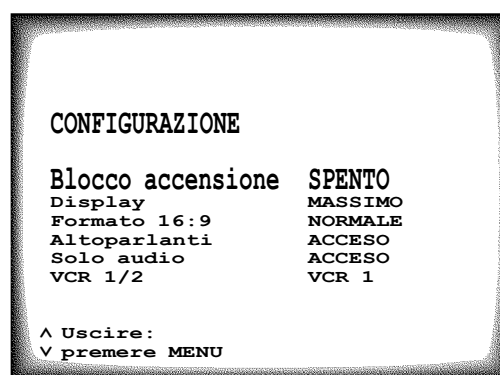 CONFIGURAZIONE
Blocco accensione SPENTO
Display MASSIMO
Formato 16:9 NORMALE
Altoparlanti ACCESO
Solo audio ACCESO
VCR 1/2 VCR 1
^ Uscire:
v premere MENU